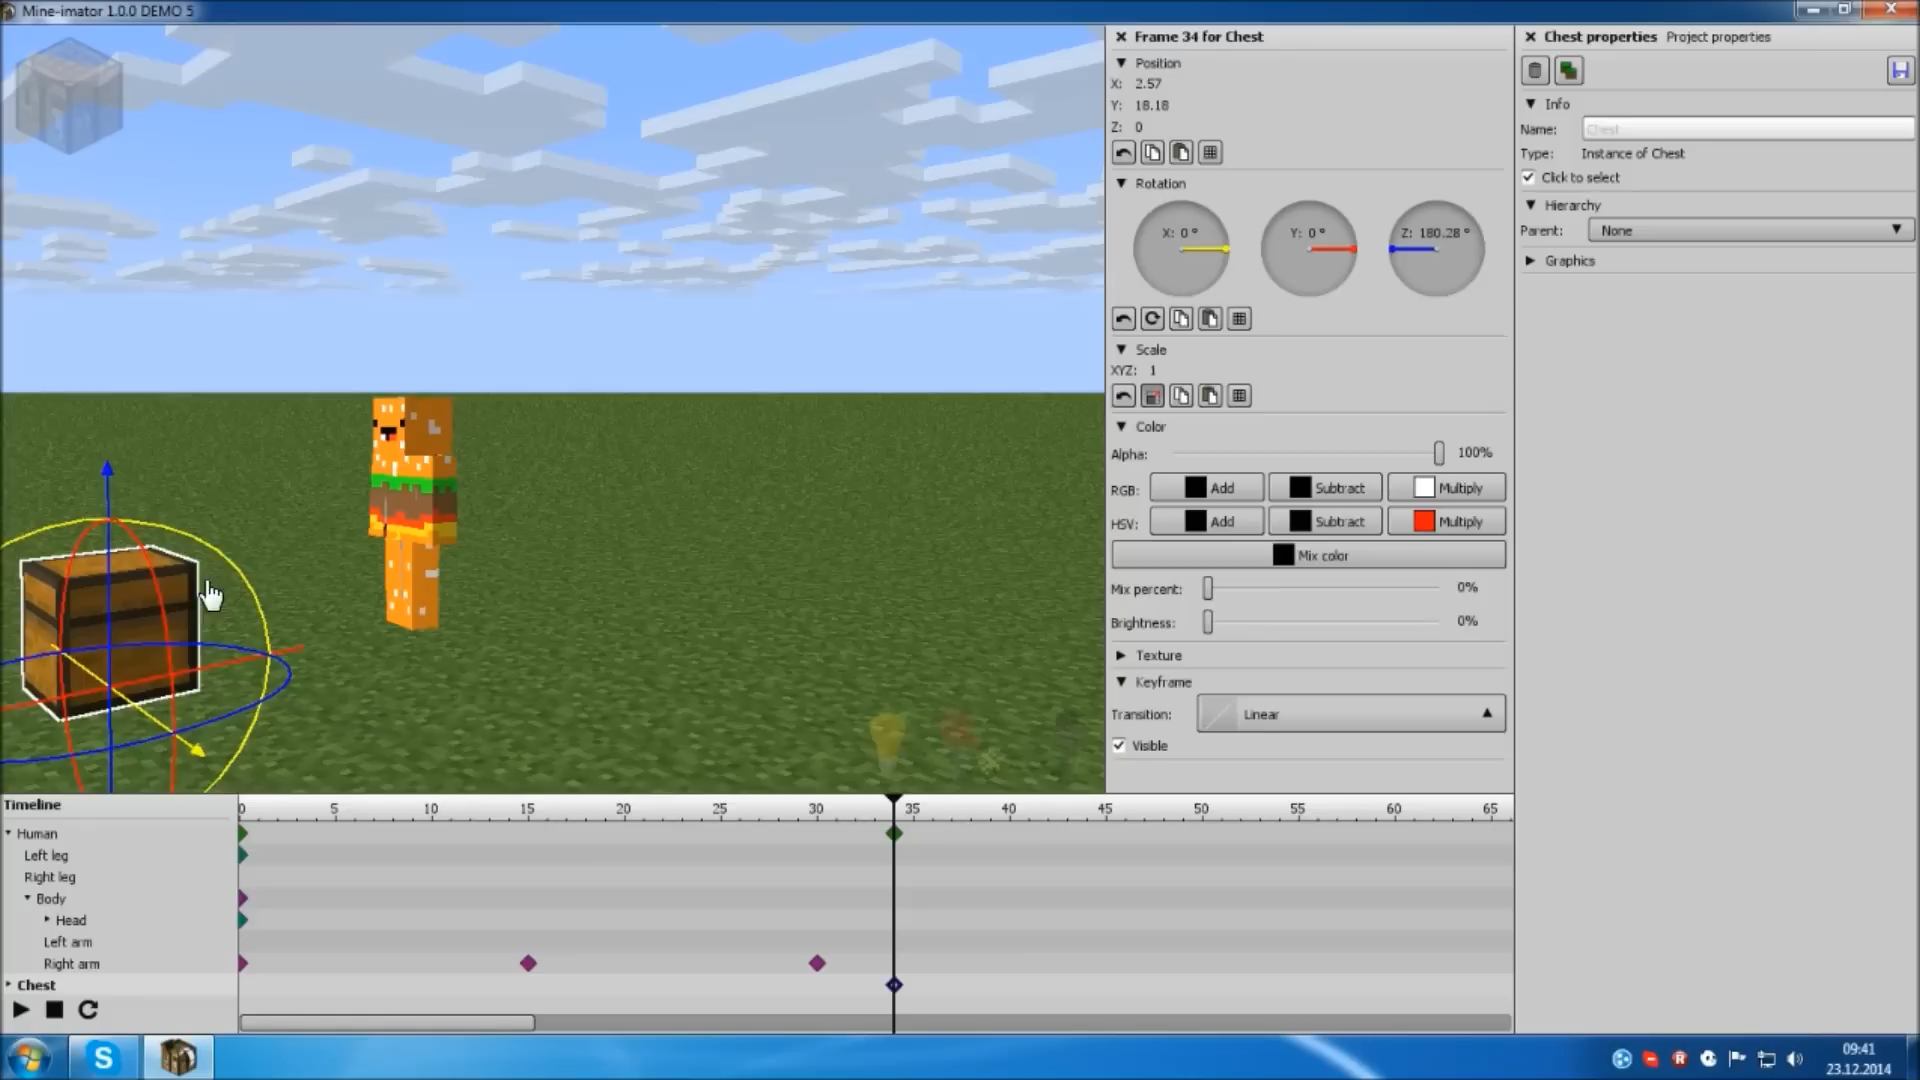 Mine-imator 1.0.0 DEMO 5
Frame 34 for Chest
Position
X: 2.57
Y: 18.18
Z: 0
Rotation
X: 0 °
Y: 0 °
Z: 180.28 °
Scale
XYZ: 1
Color
Alpha: 100%
RGB: Add Subtract Multiply
HSV: Add Subtract Multiply
Mix color
Mix percent: 0%
Brightness: 0%
Texture
Keyframe
Transition: Linear
Visible
Chest properties Project properties
Info
Name: Chest
Type: Instance of Chest
Click to select
Hierarchy
Parent: None
Graphics
Timeline
0 5 10 15 20 25 30 35 40 45 50 55 60 65
Human
Left leg
Right leg
Body
Head
Left arm
Right arm
Chest
09:41
23.12.2014